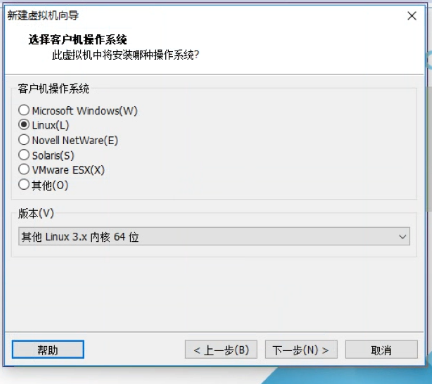 新建虚拟机向导
选择客户机操作系统
此虚拟机中将安装哪种操作系统?
客户机操作系统
Microsoft Windows(W)
Linux(L)
Novell NetWare(E)
Solaris(S)
VMware ESX(X)
其他(O)
版本(V)
其他 Linux 3.x 内核 64 位
帮助
< 上一步(B)
下一步(N) >
取消